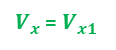 Vₓ = Vₓ₁